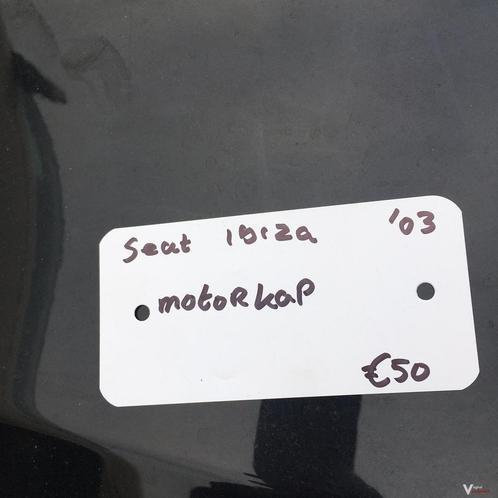 Seat Ibiza '03
motorkap
€50